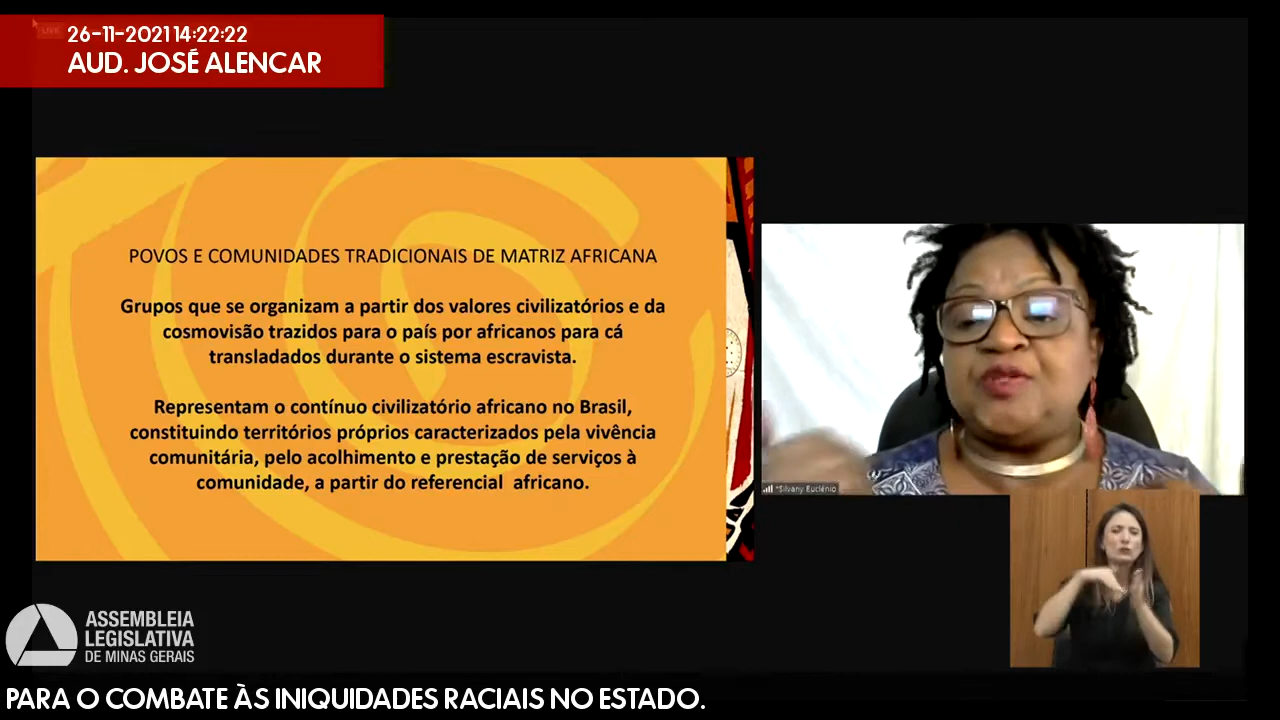 LIVE
26-11-2021 14:22:22
AUD. JOSÉ ALENCAR
POVOS E COMUNIDADES TRADICIONAIS DE MATRIZ AFRICANA
Grupos que se organizam a partir dos valores civilizatórios e da
cosmovisão trazidos para o país por africanos para cá
transladados durante o sistema escravista.
Representam o contínuo civilizatório africano no Brasil,
constituindo territórios próprios caracterizados pela vivência
comunitária, pelo acolhimento e prestação de serviços à
comunidade, a partir do referencial africano.
*Silvany Euclênio
ASSEMBLEIA
LEGISLATIVA
DE MINAS GERAIS
PARA O COMBATE ÀS INIQUIDADES RACIAIS NO ESTADO.